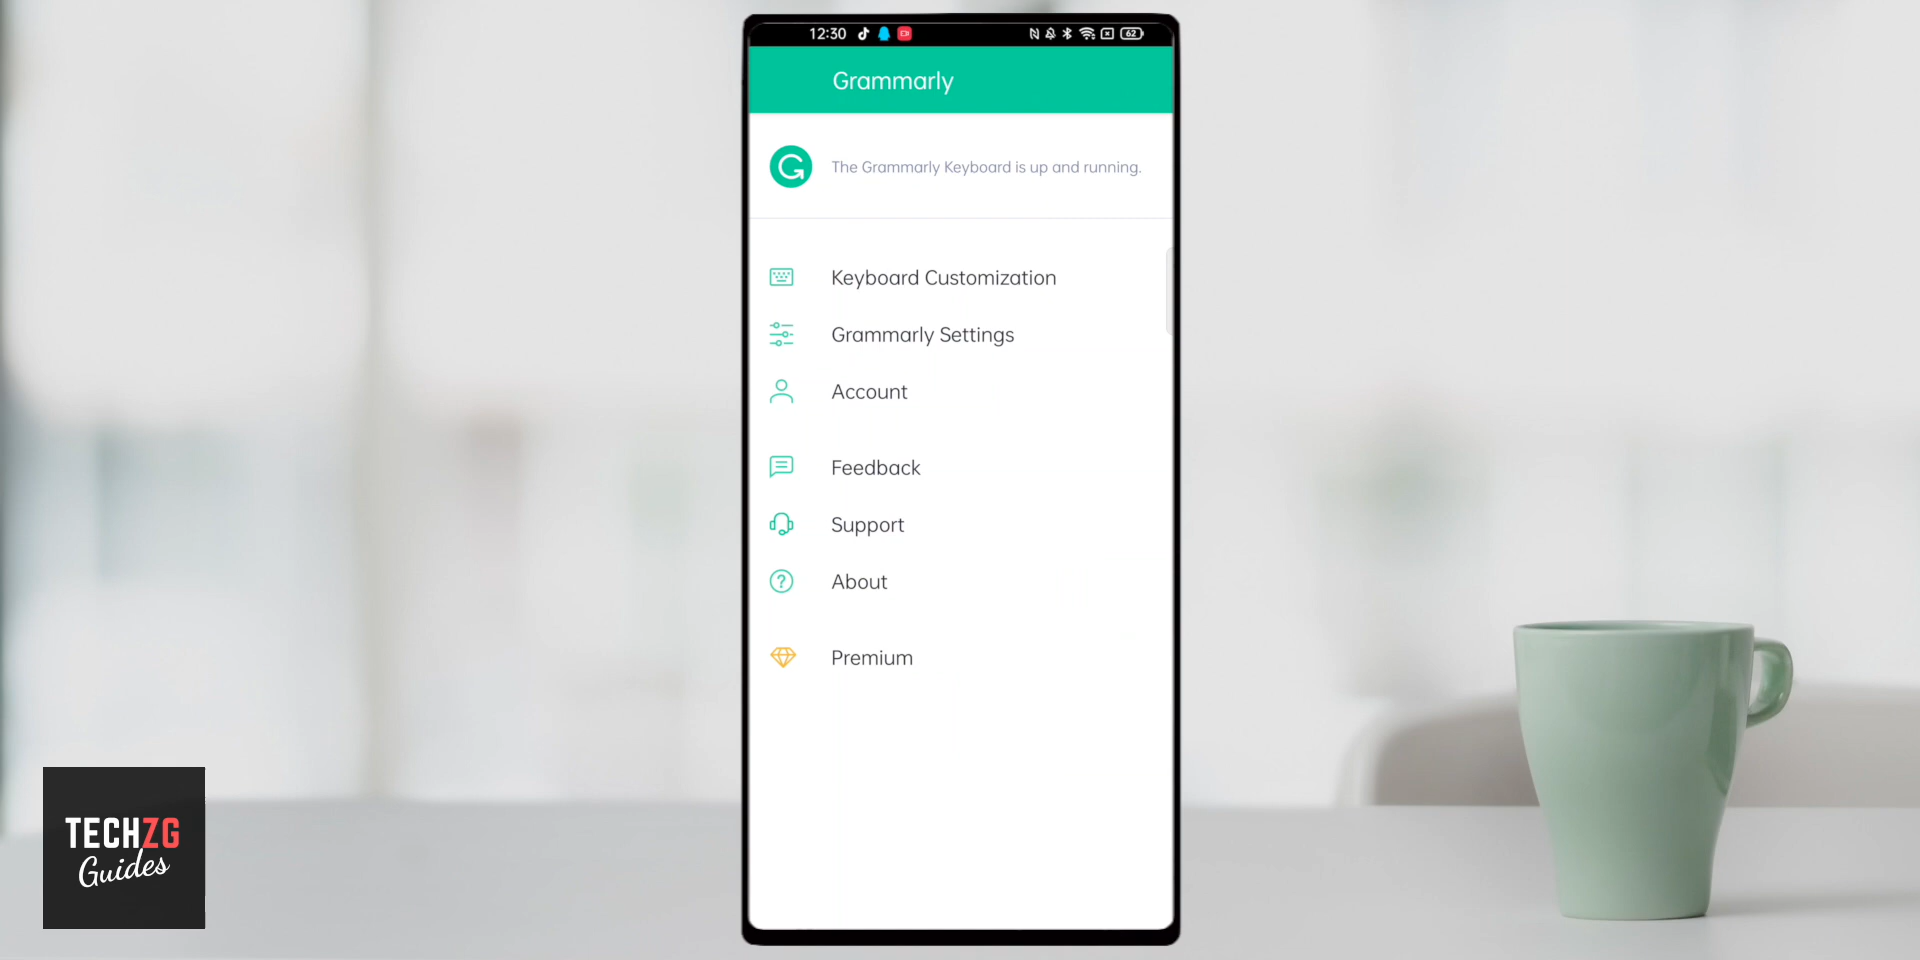 12:30
62
Grammarly
The Grammarly Keyboard is up and running.
Keyboard Customization
Grammarly Settings
Account
Feedback
Support
About
Premium
TECHZG
Guides